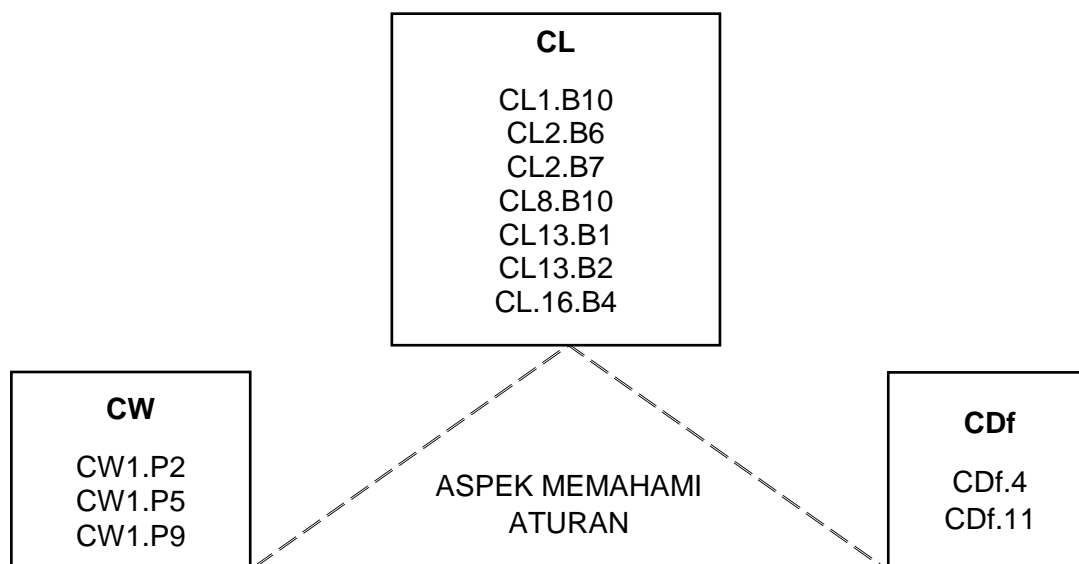 CL
CL1.B10
CL2.B6
CL2.B7
CL8.B10
CL13.B1
CL13.B2
CL.16.B4
CW
CW1.P2
CW1.P5
CW1.P9
ASPEK MEMAHAMI
ATURAN
CDf
CDf.4
CDf.11